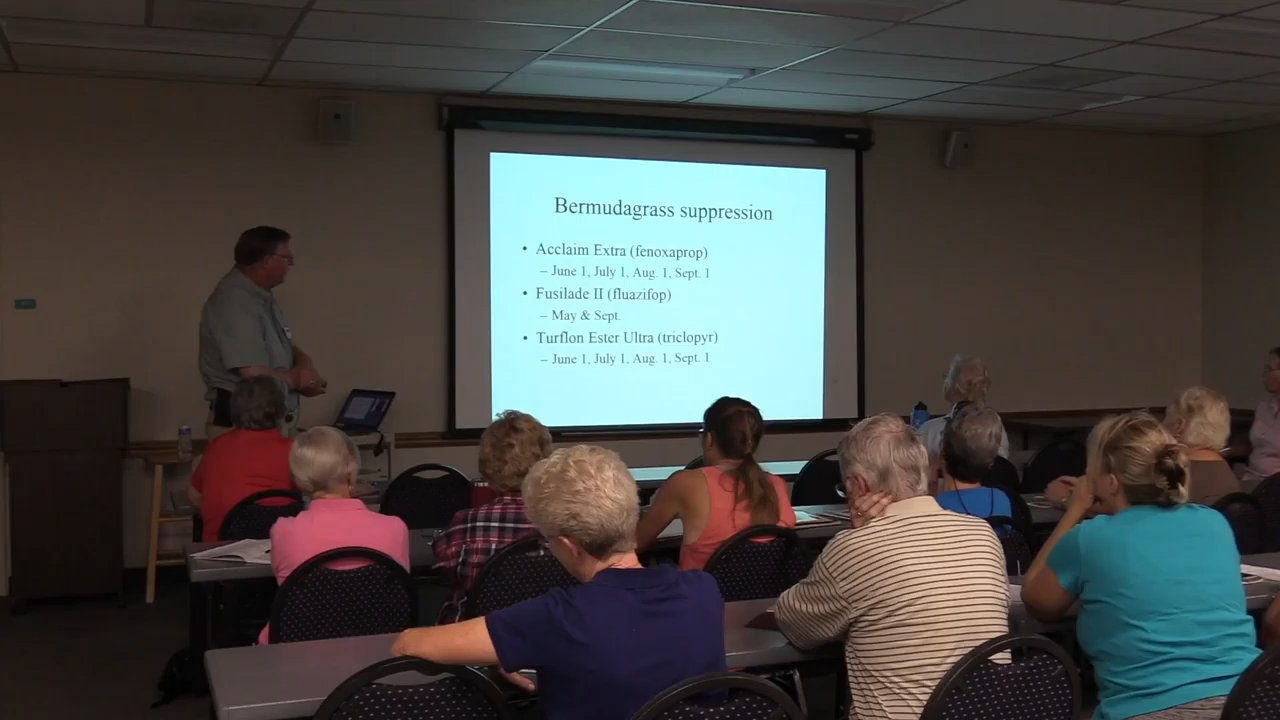 Bermudagrass suppression
• Acclaim Extra (fenoxaprop)
– June 1, July 1, Aug. 1, Sept. 1
• Fusilade II (fluazifop)
– May & Sept.
• Turflon Ester Ultra (triclopyr)
– June 1, July 1, Aug. 1, Sept. 1